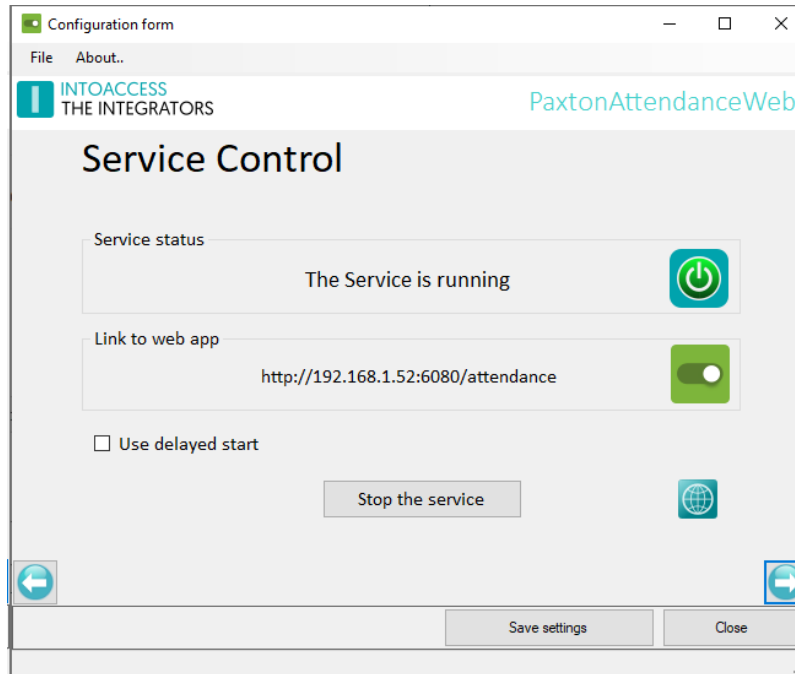 Configuration form
File About..
INTOACCESS
THE INTEGRATORS
PaxtonAttendanceWeb
Service Control
Service status
The Service is running
Link to web app
http://192.168.1.52:6080/attendance
Use delayed start
Stop the service
Save settings Close